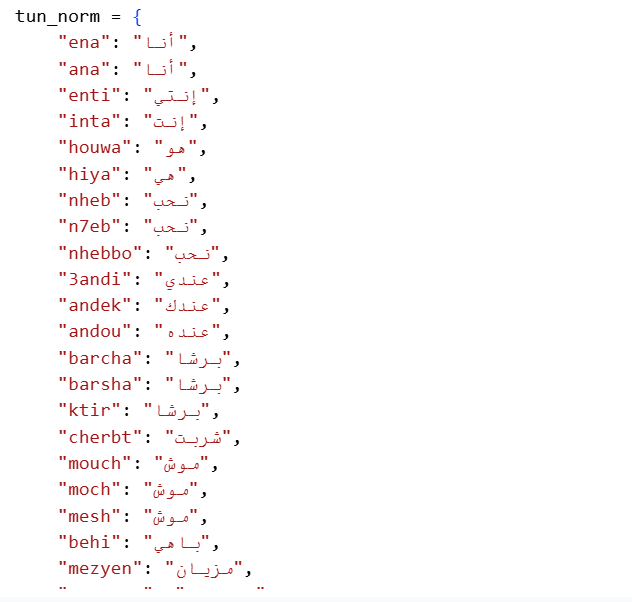 tun_norm = {
    "ena": "أنا",
    "ana": "أنا",
    "enti": "إنتي",
    "inta": "إنت",
    "houwa": "هو",
    "hiya": "هي",
    "nheb": "نحب",
    "n7eb": "نحب",
    "nhebbo": "نحب",
    "3andi": "عندي",
    "andek": "عندك",
    "andou": "عنده",
    "barcha": "برشا",
    "barsha": "برشا",
    "ktir": "برشا",
    "cherbt": "شربت",
    "mouch": "موش",
    "moch": "موش",
    "mesh": "موش",
    "behi": "باهي",
    "mezyen": "مزيان",